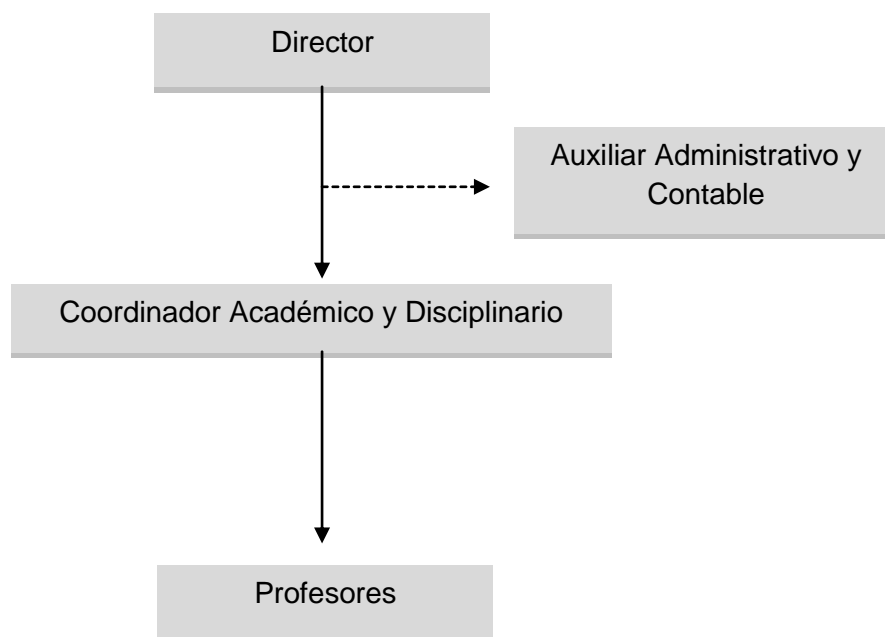 Director
Auxiliar Administrativo y
Contable
Coordinador Académico y Disciplinario
Profesores